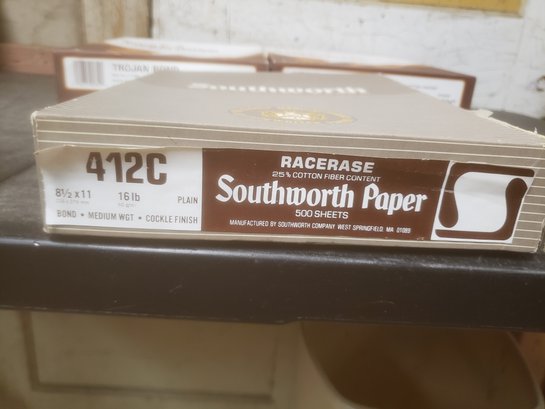 TROJAN BOND
Southworth
412C
8½ x 11 16 lb PLAIN
BOND • MEDIUM WGT • COCKLE FINISH
RACERASE
25% COTTON FIBER CONTENT
Southworth Paper
500 SHEETS
MANUFACTURED BY SOUTHWORTH COMPANY WEST SPRINGFIELD, MA 01089